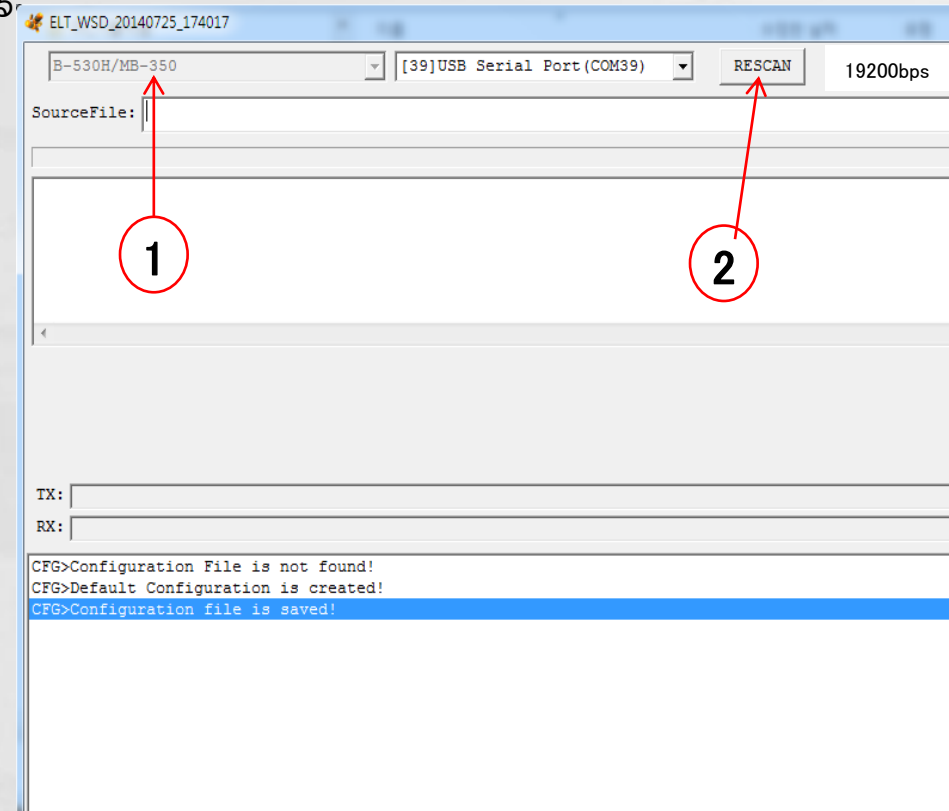 ELT_WSD_20140725_174017
B-530H/MB-350 [39]USB Serial Port(COM39) RESCAN 19200bps
SourceFile:
1 2
TX:
RX:
CFG>Configuration File is not found!
CFG>Default Configuration is created!
CFG>Configuration file is saved!